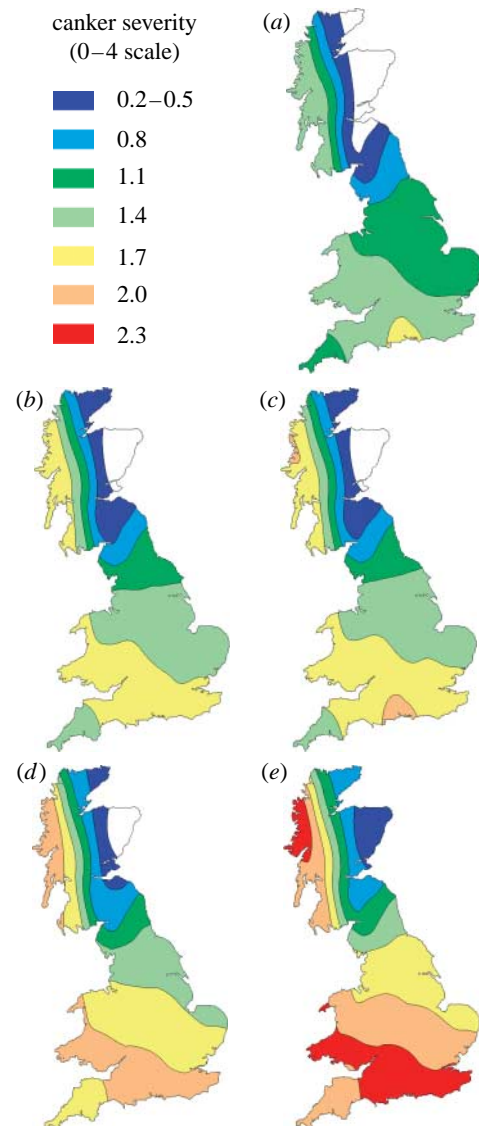 canker severity
(0–4 scale)
0.2–0.5
0.8
1.1
1.4
1.7
2.0
2.3
(a)
(b)
(c)
(d)
(e)